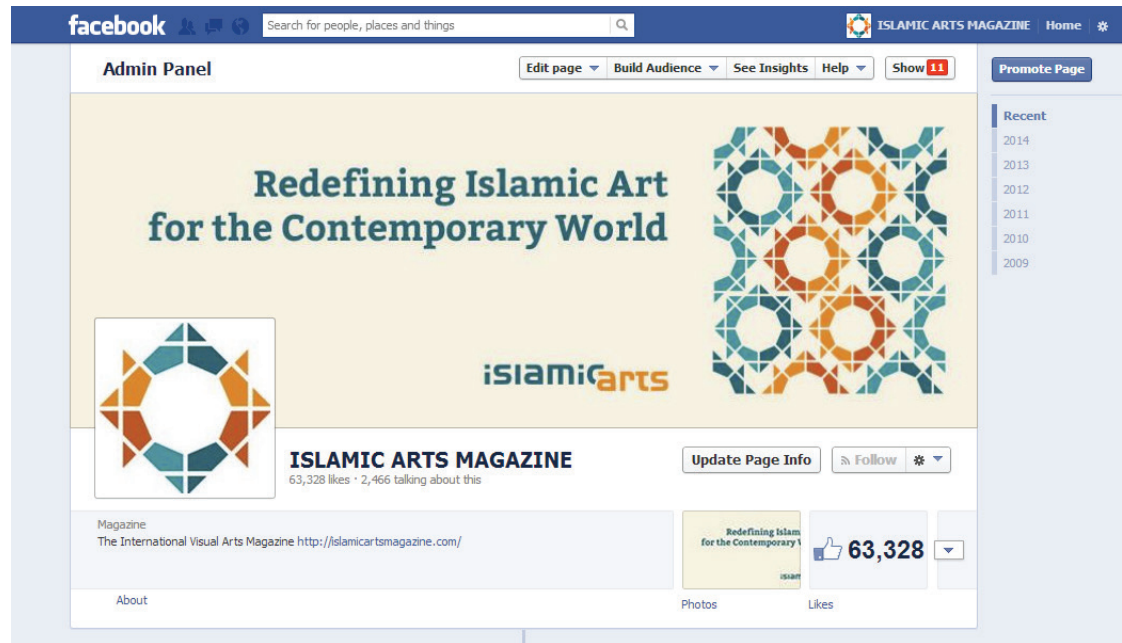 facebook Search for people, places and things ISLAMIC ARTS MAGAZINE Home
Admin Panel Edit page Build Audience See Insights Help Show 11 Promote Page
Recent
2014
2013
2012
2011
2010
2009
Redefining Islamic Art
for the Contemporary World
islamicarts
ISLAMIC ARTS MAGAZINE
63,328 likes · 2,466 talking about this
Update Page Info Follow
Magazine
The International Visual Arts Magazine http://islamicartsmagazine.com/
About
Redefining Islam
for the Contemporary
islam
Photos
63,328
Likes